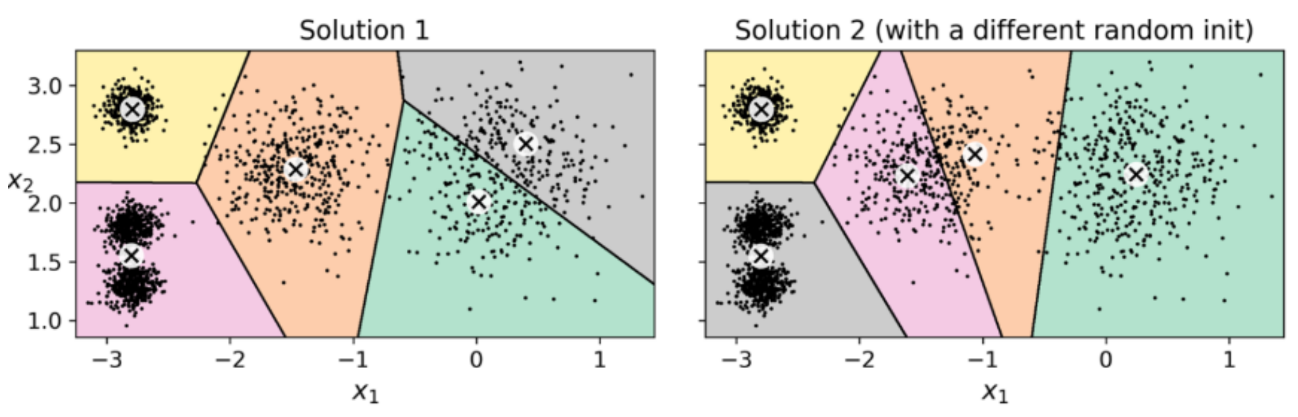 Solution 1
Solution 2 (with a different random init)
3.0
2.5
x2
2.0
1.5
1.0
−3 −2 −1 0 1
−3 −2 −1 0 1
x1
x1